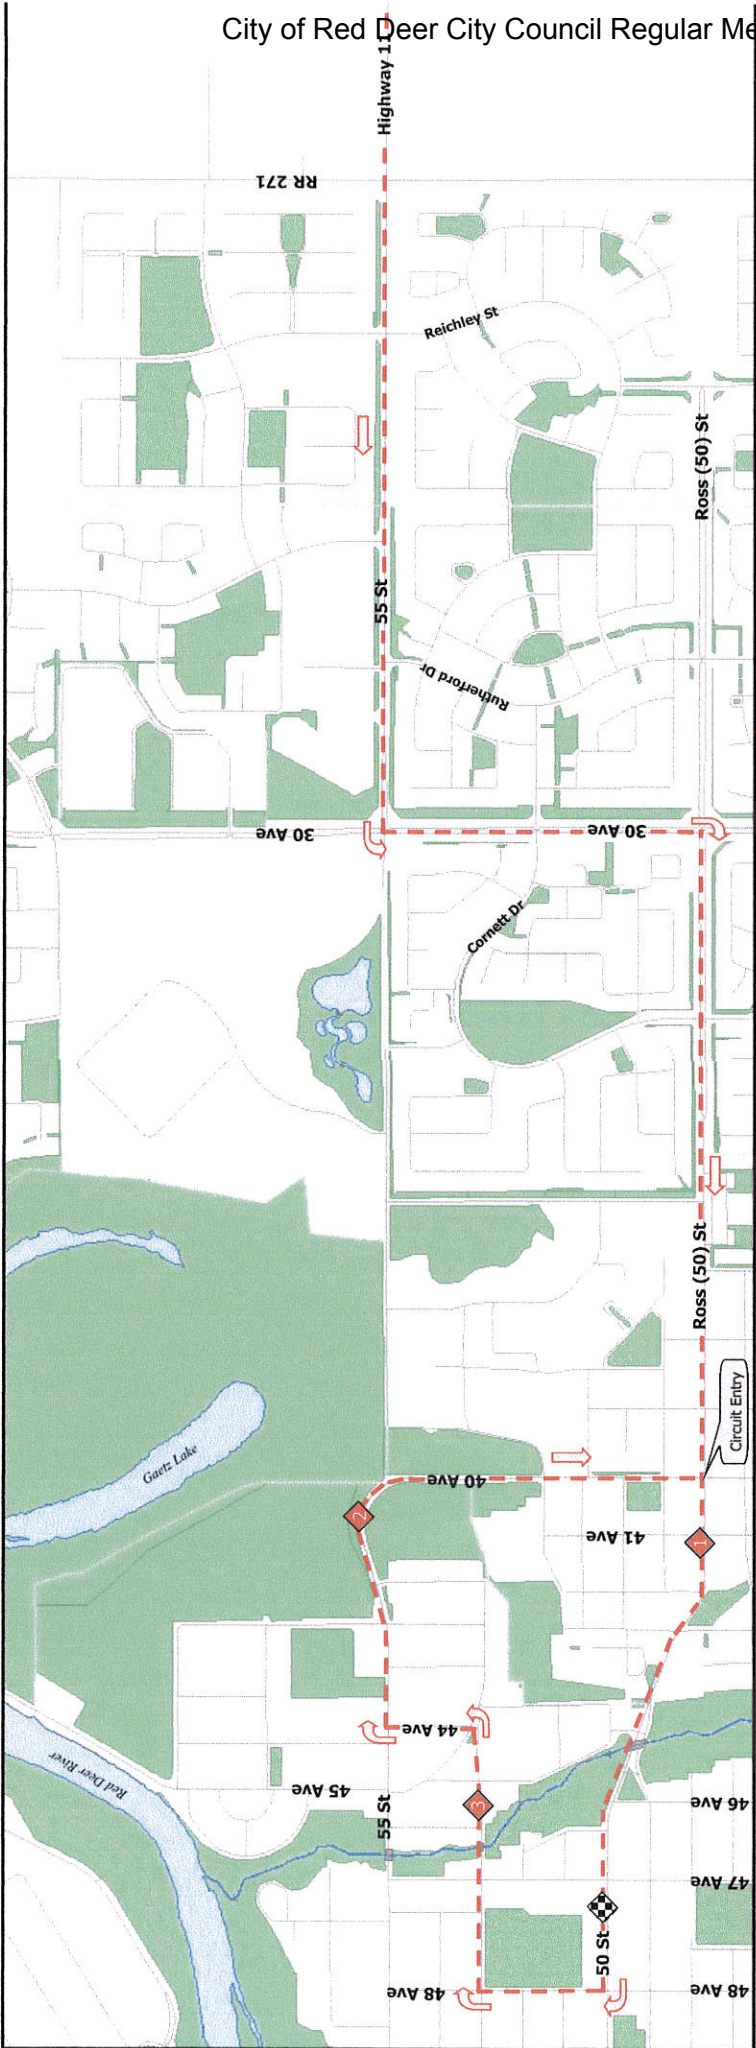 City of Red Deer City Council Regular Me
Highway 11
RR 271
Reichley St
Ross (50) St
55 St
Rutherford Dr
30 Ave
30 Ave
Cornett Dr
Ross (50) St
Circuit Entry
Gaetz Lake
40 Ave
2
41 Ave
1
44 Ave
Red Deer River
45 Ave
55 St
3
46 Ave
47 Ave
50 St
48 Ave
48 Ave